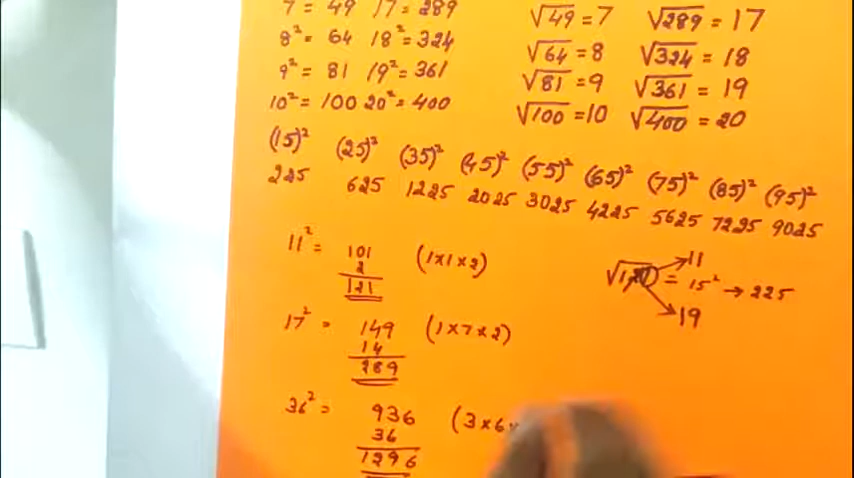 7 = 49 17 = 289 √49 = 7 √289 = 17
8² = 64 18² = 324 √64 = 8 √324 = 18
9² = 81 19² = 361 √81 = 9 √361 = 19
10² = 100 20² = 400 √100 = 10 √400 = 20
(15)² (25)² (35)² (45)² (55)² (65)² (75)² (85)² (95)²
225 625 1225 2025 3025 4225 5625 7225 9025
11² = 101 (1×1×2)
2
121
11
= 15² → 225
19
17² = 149 (1×7×2)
14
289
36² = 936 (3×6×
36
1296